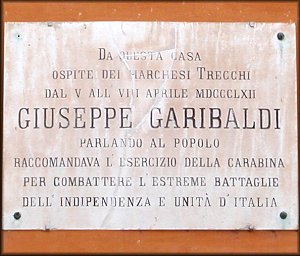 DA QUESTA CASA
OSPITE DEI MARCHESI TRECCHI
DAL V ALL VIII APRILE MDCCCLXII
GIUSEPPE GARIBALDI
PARLANDO AL POPOLO
RACCOMANDAVA L'ESERCIZIO DELLA CARABINA
PER COMBATTERE L'ESTREME BATTAGLIE
DELL'INDIPENDENZA E UNITÀ D'ITALIA